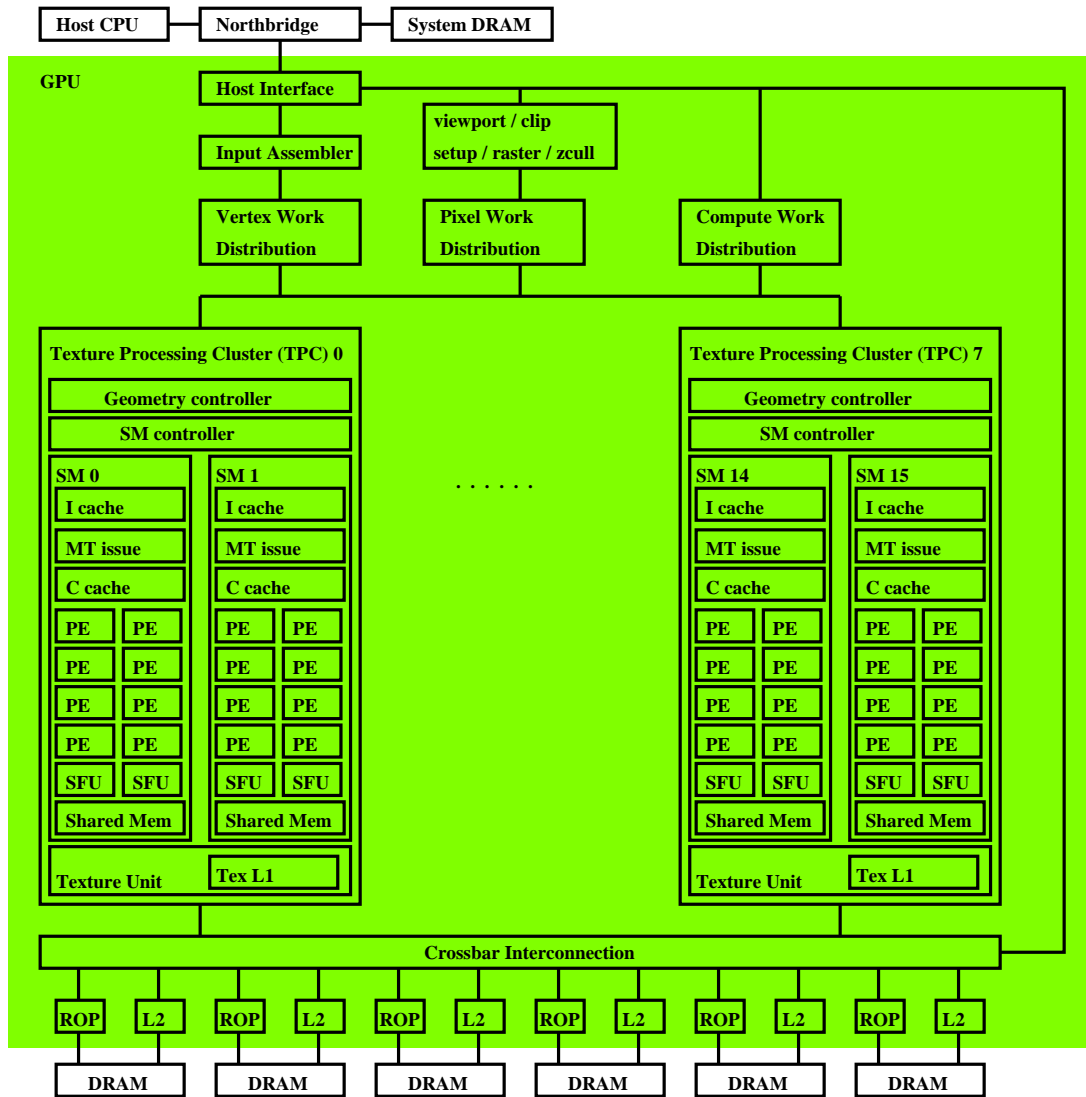 Host CPU
Northbridge
System DRAM
GPU
Host Interface
viewport / clip
setup / raster / zcull
Input Assembler
Vertex Work
Distribution
Pixel Work
Distribution
Compute Work
Distribution
Texture Processing Cluster (TPC) 0
Geometry controller
SM controller
SM 0
I cache
MT issue
C cache
PE PE
PE PE
PE PE
PE PE
SFU SFU
Shared Mem
SM 1
I cache
MT issue
C cache
PE PE
PE PE
PE PE
PE PE
SFU SFU
Shared Mem
Texture Unit
Tex L1
. . . . . .
Texture Processing Cluster (TPC) 7
Geometry controller
SM controller
SM 14
I cache
MT issue
C cache
PE PE
PE PE
PE PE
PE PE
SFU SFU
Shared Mem
SM 15
I cache
MT issue
C cache
PE PE
PE PE
PE PE
PE PE
SFU SFU
Shared Mem
Texture Unit
Tex L1
Crossbar Interconnection
ROP L2 ROP L2 ROP L2 ROP L2 ROP L2 ROP L2
DRAM DRAM DRAM DRAM DRAM DRAM